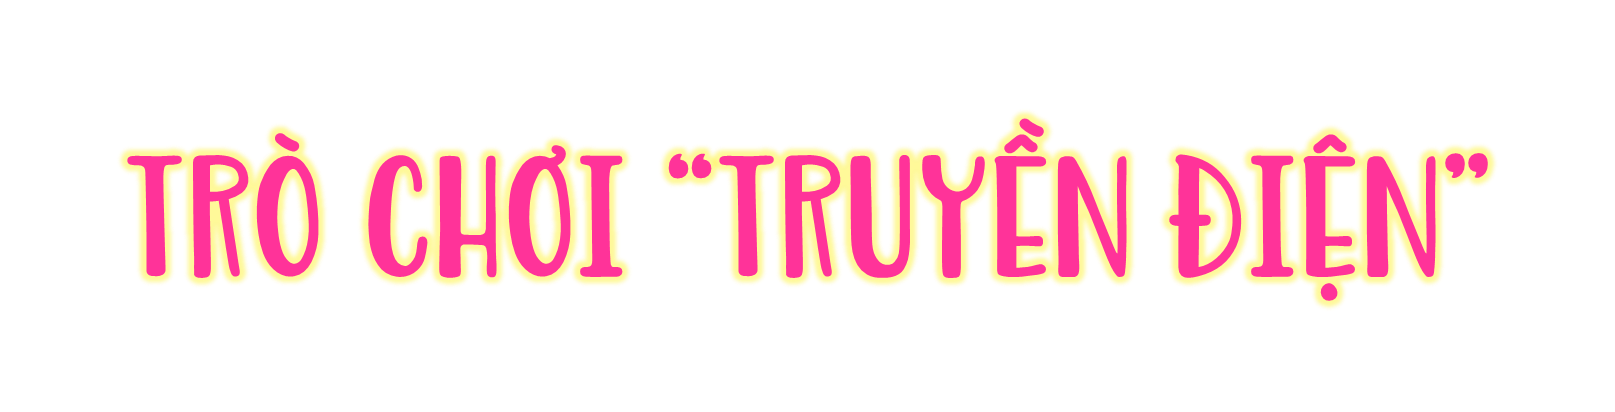 TRÒ CHƠI “TRUYỀN ĐIỆN”